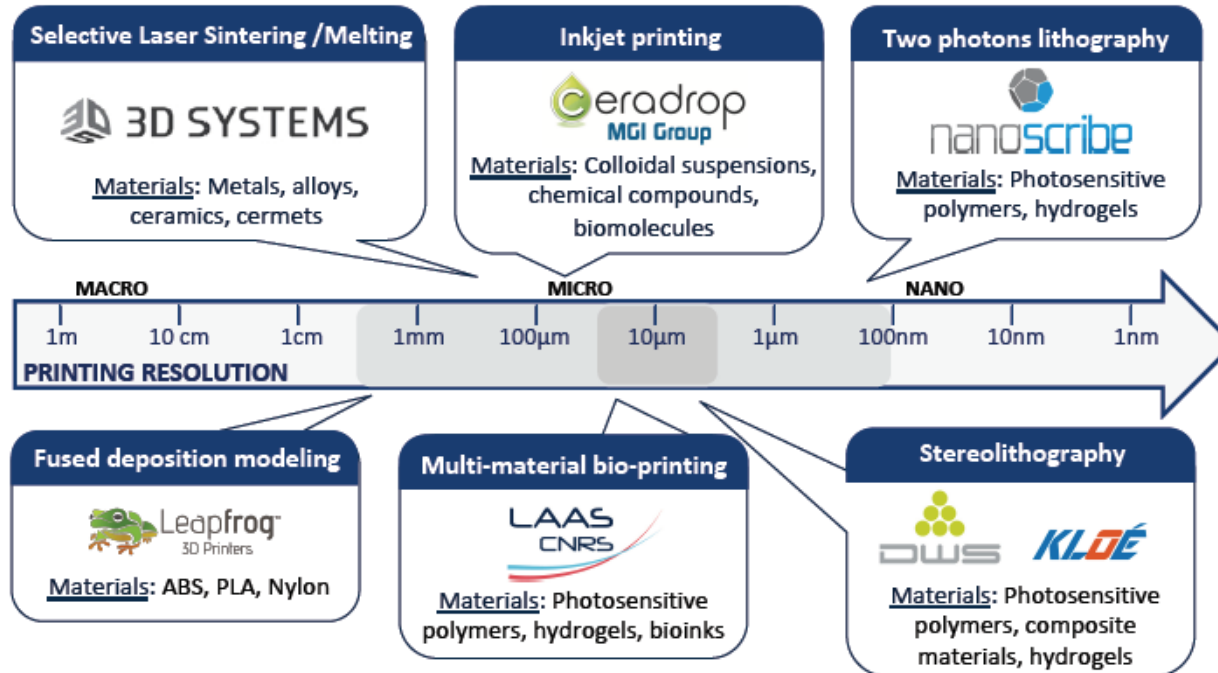 Selective Laser Sintering /Melting
3D SYSTEMS
Materials: Metals, alloys,
ceramics, cermets
Inkjet printing
Ceradrop
MGI Group
Materials: Colloidal suspensions,
chemical compounds,
biomolecules
Two photons lithography
nanoscribe
Materials: Photosensitive
polymers, hydrogels
MACRO MICRO NANO
1m 10 cm 1cm 1mm 100µm 10µm 1µm 100nm 10nm 1nm
PRINTING RESOLUTION
Fused deposition modeling
Leapfrog™
3D Printers
Materials: ABS, PLA, Nylon
Multi-material bio-printing
LAAS
CNRS
Materials: Photosensitive
polymers, hydrogels, bioinks
Stereolithography
DWS KLOÉ
Materials: Photosensitive
polymers, composite
materials, hydrogels